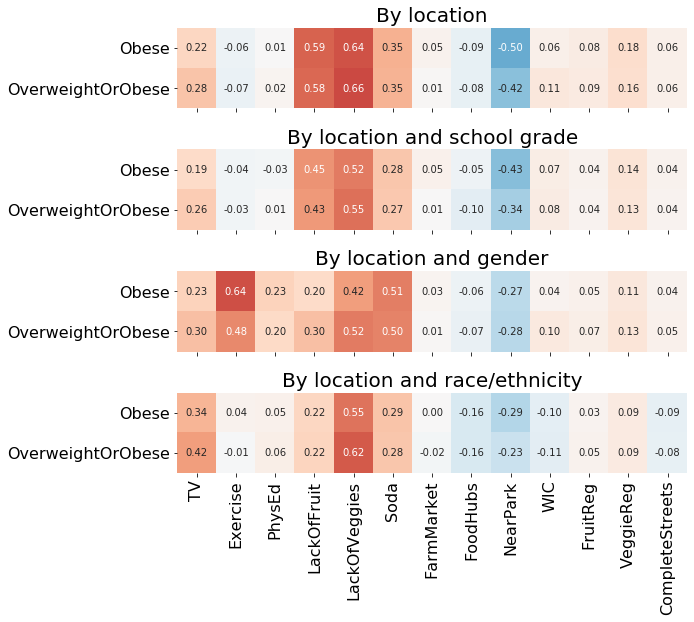 By location
Obese 0.22 -0.06 0.01 0.59 0.64 0.35 0.05 -0.09 -0.50 0.06 0.08 0.18 0.06
OverweightOrObese 0.28 -0.07 0.02 0.58 0.66 0.35 0.01 -0.08 -0.42 0.11 0.09 0.16 0.06
By location and school grade
Obese 0.19 -0.04 -0.03 0.45 0.52 0.28 0.05 -0.05 -0.43 0.07 0.04 0.14 0.04
OverweightOrObese 0.26 -0.03 0.01 0.43 0.55 0.27 0.01 -0.10 -0.34 0.08 0.04 0.13 0.04
By location and gender
Obese 0.23 0.64 0.23 0.20 0.42 0.51 0.03 -0.06 -0.27 0.04 0.05 0.11 0.04
OverweightOrObese 0.30 0.48 0.20 0.30 0.52 0.50 0.01 -0.07 -0.28 0.10 0.07 0.13 0.05
By location and race/ethnicity
Obese 0.34 0.04 0.05 0.22 0.55 0.29 0.00 -0.16 -0.29 -0.10 0.03 0.09 -0.09
OverweightOrObese 0.42 -0.01 0.06 0.22 0.62 0.28 -0.02 -0.16 -0.23 -0.11 0.05 0.09 -0.08
TV
Exercise
PhysEd
LackOfFruit
LackOfVeggies
Soda
FarmMarket
FoodHubs
NearPark
WIC
FruitReg
VeggieReg
CompleteStreets